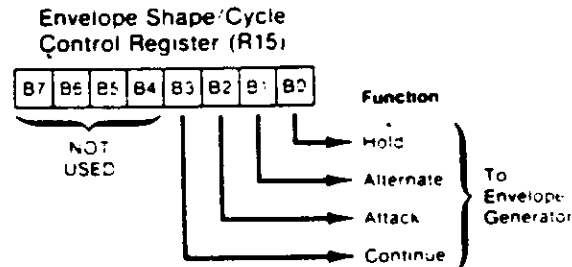 Envelope Shape/Cycle
Control Register (R15)
B7 B6 B5 B4 B3 B2 B1 B0
Function
NOT
USED
Hold
Alternate
Attack
Continue
To
Envelope
Generator